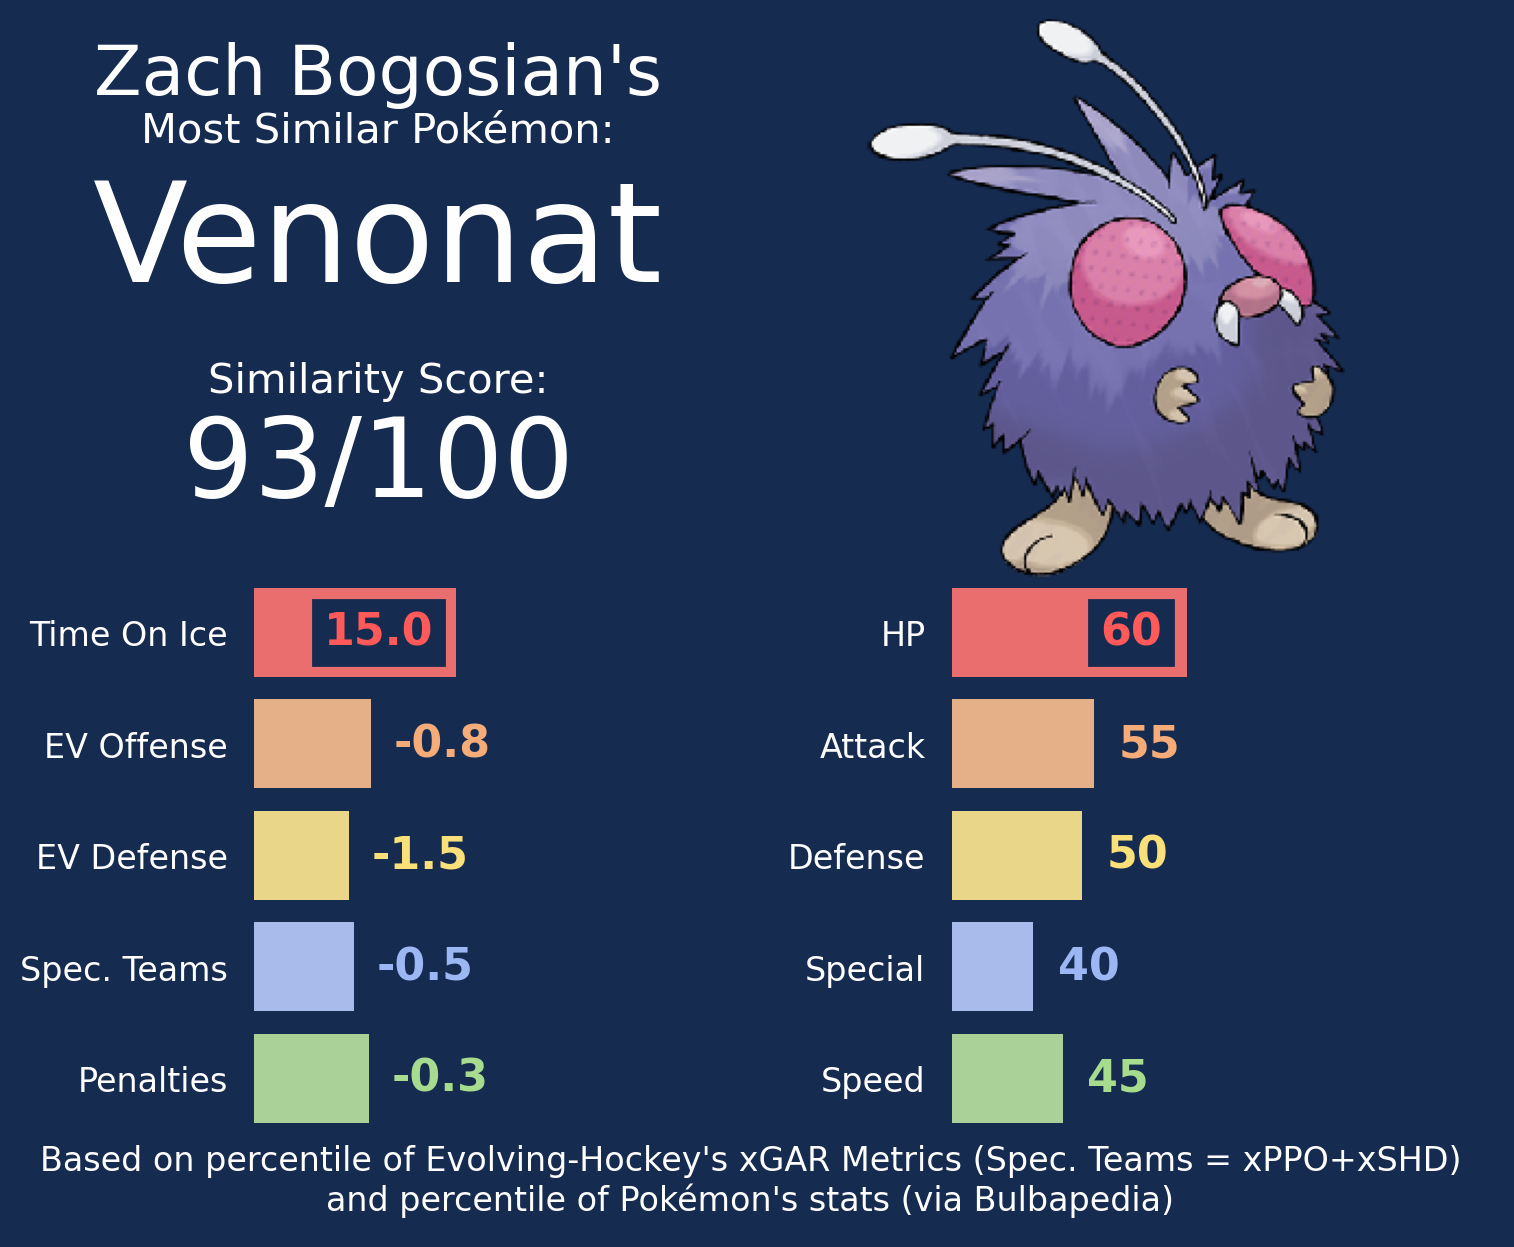 Zach Bogosian's
Most Similar Pokémon:
Venonat
Similarity Score:
93/100
Time On Ice 15.0
EV Offense -0.8
EV Defense -1.5
Spec. Teams -0.5
Penalties -0.3
HP 60
Attack 55
Defense 50
Special 40
Speed 45
Based on percentile of Evolving-Hockey's xGAR Metrics (Spec. Teams = xPPO+xSHD)
and percentile of Pokémon's stats (via Bulbapedia)